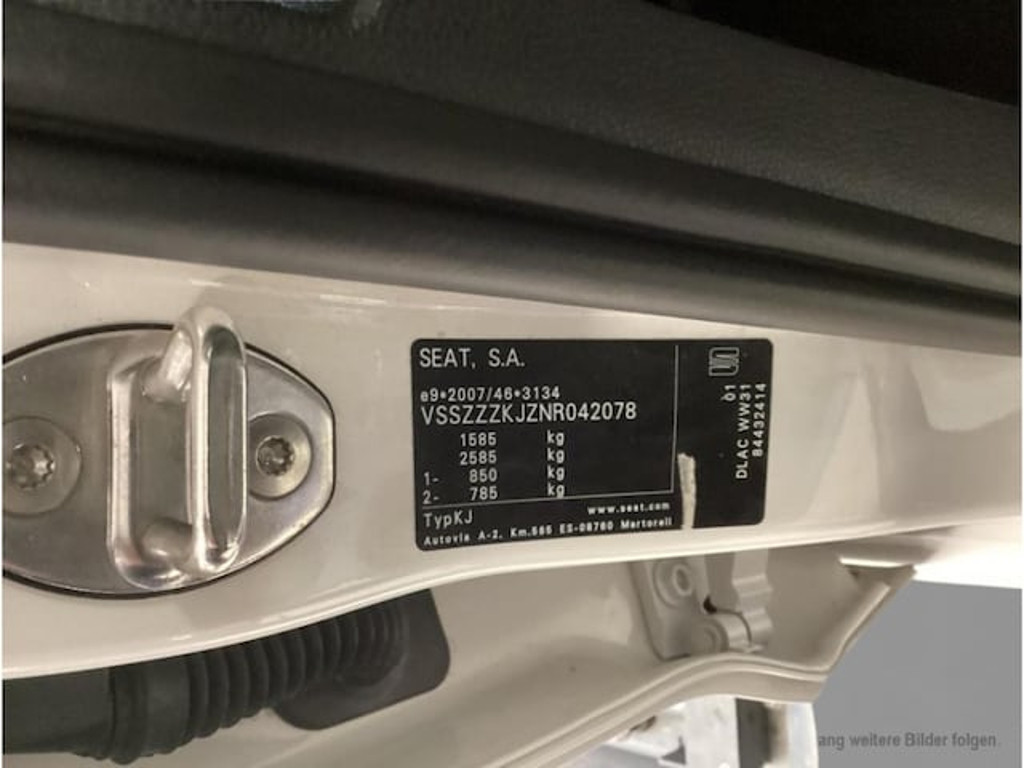 SEAT, S.A.
e9*2007/46*3134
VSSZZZKJZNR042078
1585 kg
2585 kg
1- 850 kg
2- 785 kg
TypKJ www.seat.com
Autovia A-2, Km.585 ES-08760 Martorell
01
DLAC WW31
84432414
ang weitere Bilder folgen.